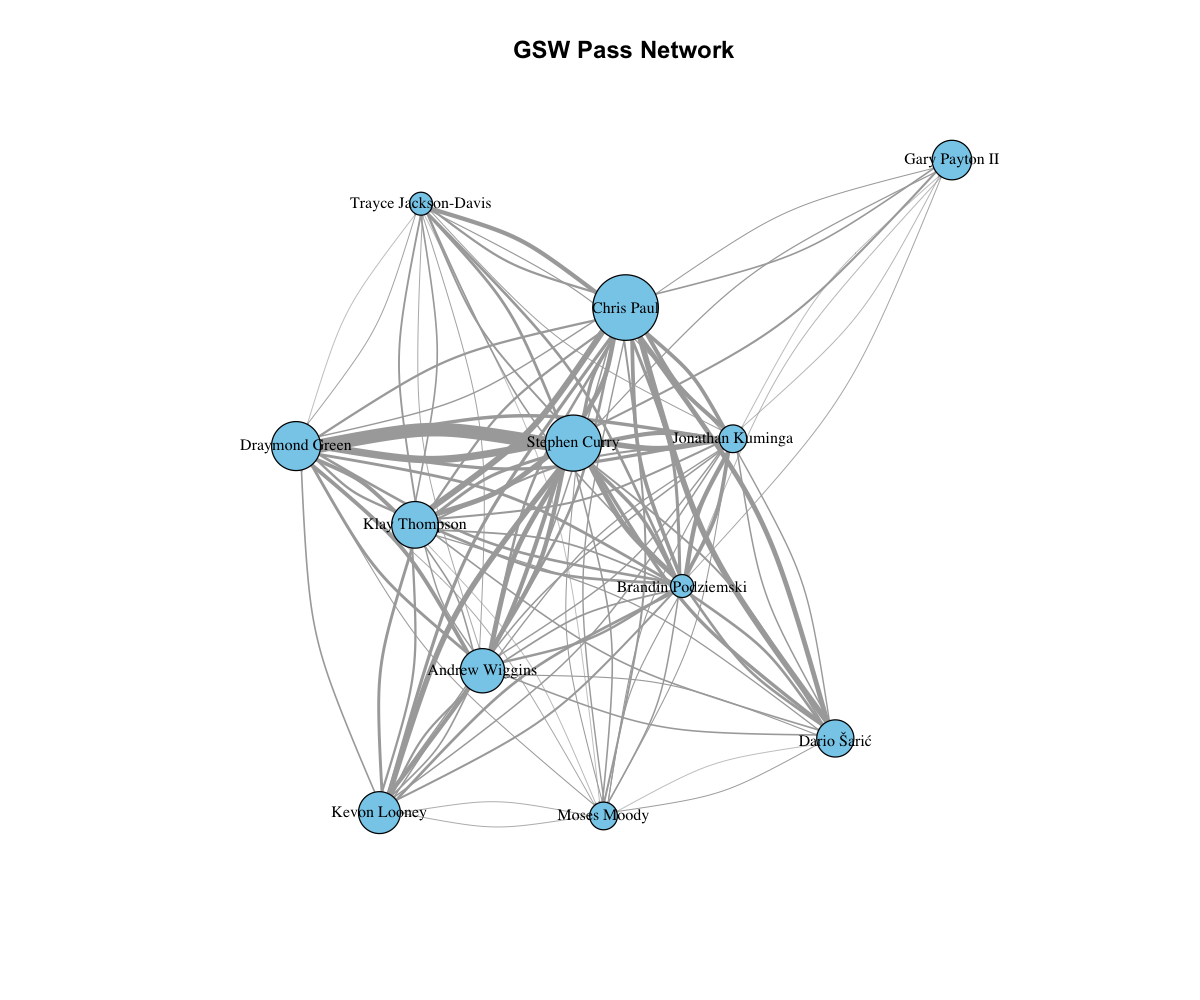 GSW Pass Network
Gary Payton II
Trayce Jackson-Davis
Chris Paul
Jonathan Kuminga
Stephen Curry
Draymond Green
Klay Thompson
Brandin Podziemski
Andrew Wiggins
Dario Šarić
Kevon Looney
Moses Moody